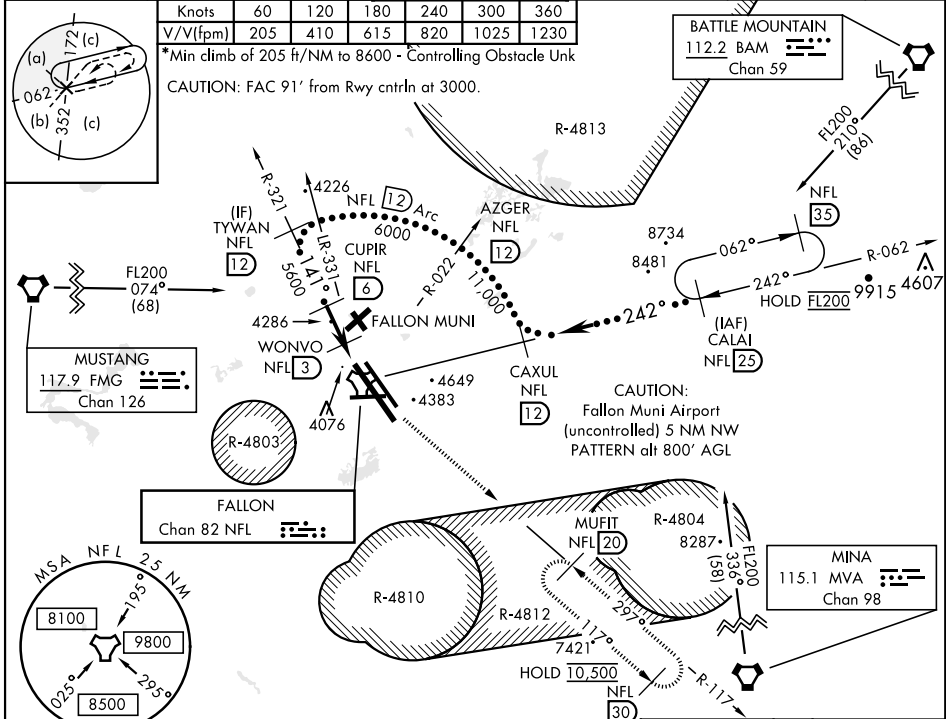 Knots 60 120 180 240 300 360
V/V(fpm) 205 410 615 820 1025 1230
*Min climb of 205 ft/NM to 8600 - Controlling Obstacle Unk
CAUTION: FAC 91' from Rwy cntrln at 3000.
(a)
172
(c)
062
(b)
352
(c)
BATTLE MOUNTAIN
112.2 BAM
Chan 59
R-4813
FL200
210°
(86)
NFL
35
R-321
4226
NFL 12 Arc
6000
AZGER
NFL
12
(IF)
TYWAN
NFL
12
LR-331
CUPIR
NFL
6
141°
5600
R-022
11,000
8734
8481
062°
242°
R-062
HOLD FL200
9915
4607
242°
(IAF)
CALAI
NFL 25
FL200
074°
(68)
4286
FALLON MUNI
WONVO
NFL 3
MUSTANG
117.9 FMG
Chan 126
4649
4383
4076
CAXUL
NFL
12
CAUTION:
Fallon Muni Airport
(uncontrolled) 5 NM NW
PATTERN alt 800' AGL
R-4803
FALLON
Chan 82 NFL
MUFIT
NFL 20
R-4804
8287
FL200
336°
(58)
MINA
115.1 MVA
Chan 98
R-4810
R-4812
297°
117°
7421
HOLD 10,500
NFL
30
R-117
MSA NFL 25 NM
195°
8100
9800
025°
295°
8500